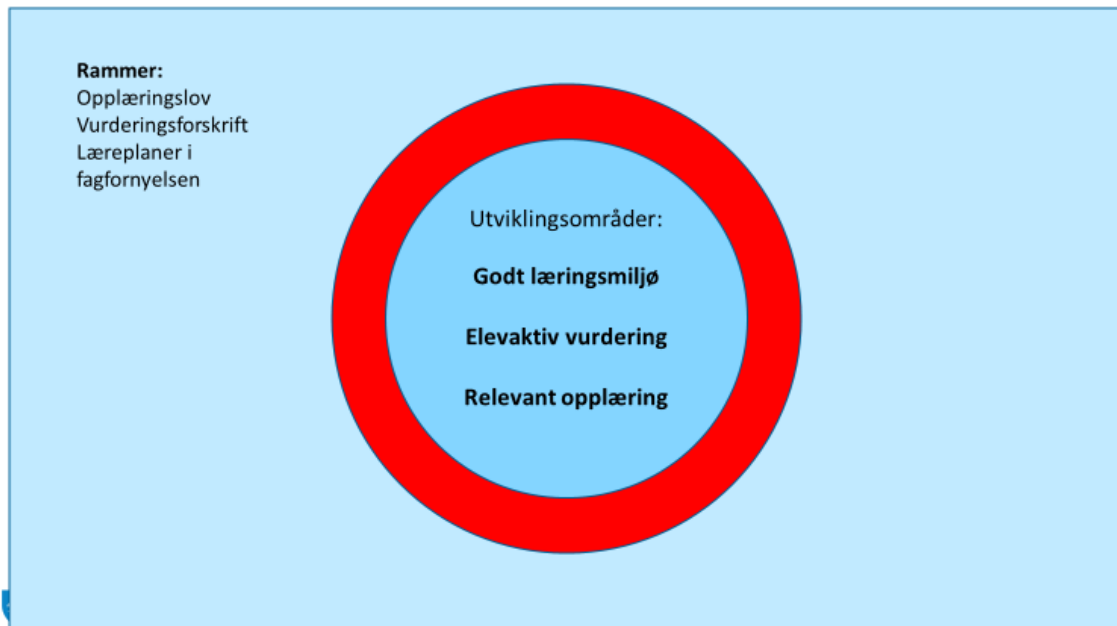 Rammer:
Opplæringslov
Vurderingsforskrift
Læreplaner i
fagfornyelsen
Utviklingsområder:
Godt læringsmiljø
Elevaktiv vurdering
Relevant opplæring